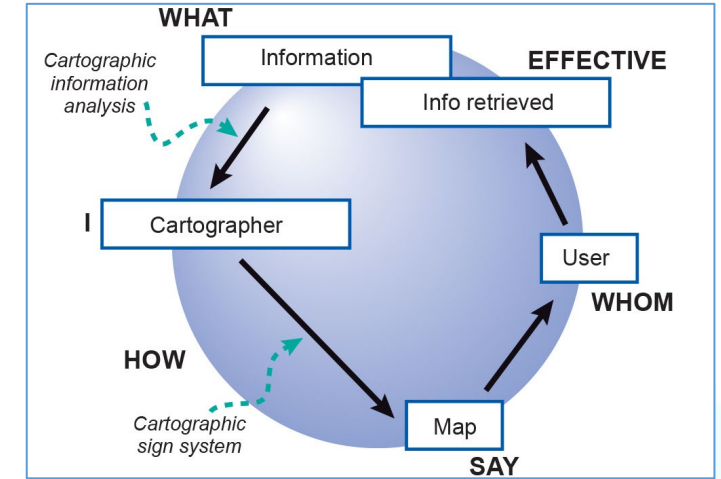 WHAT
Information
Cartographic
information
analysis
EFFECTIVE
Info retrieved
I
Cartographer
User
WHOM
HOW
Cartographic
sign system
Map
SAY